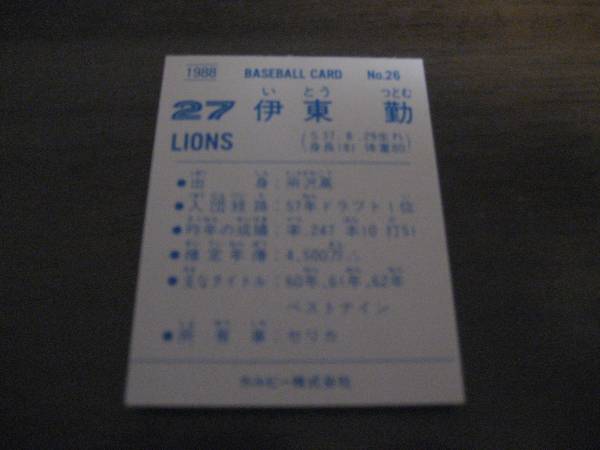 1988 BASEBALL CARD No.26
いとう つとむ
27 伊東 勤
LIONS
(S.37.8.29生れ
身長181 体重80)
●出身:所沢高
●入団経路:57年ドラフト1位
●昨年の成績:率.247 本10 打51
●推定年俸:4,500万
●主なタイトル:60年、61年、62年
ベストナイン
●所有車:セリカ
カルビー株式会社